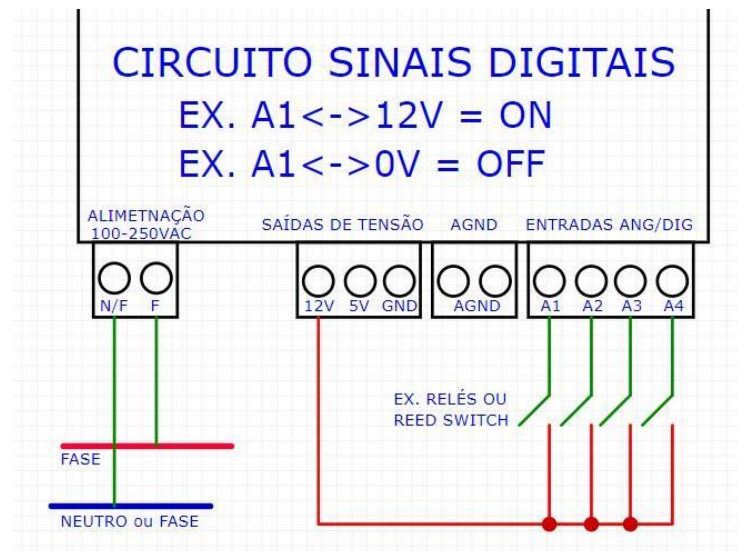 CIRCUITO SINAIS DIGITAIS
EX. A1<->12V = ON
EX. A1<->0V = OFF
ALIMETNAÇÃO
100-250VAC
SAÍDAS DE TENSÃO
AGND
ENTRADAS ANG/DIG
N/F
F
12V
5V
GND
AGND
A1
A2
A3
A4
EX. RELÉS OU
REED SWITCH
FASE
NEUTRO ou FASE